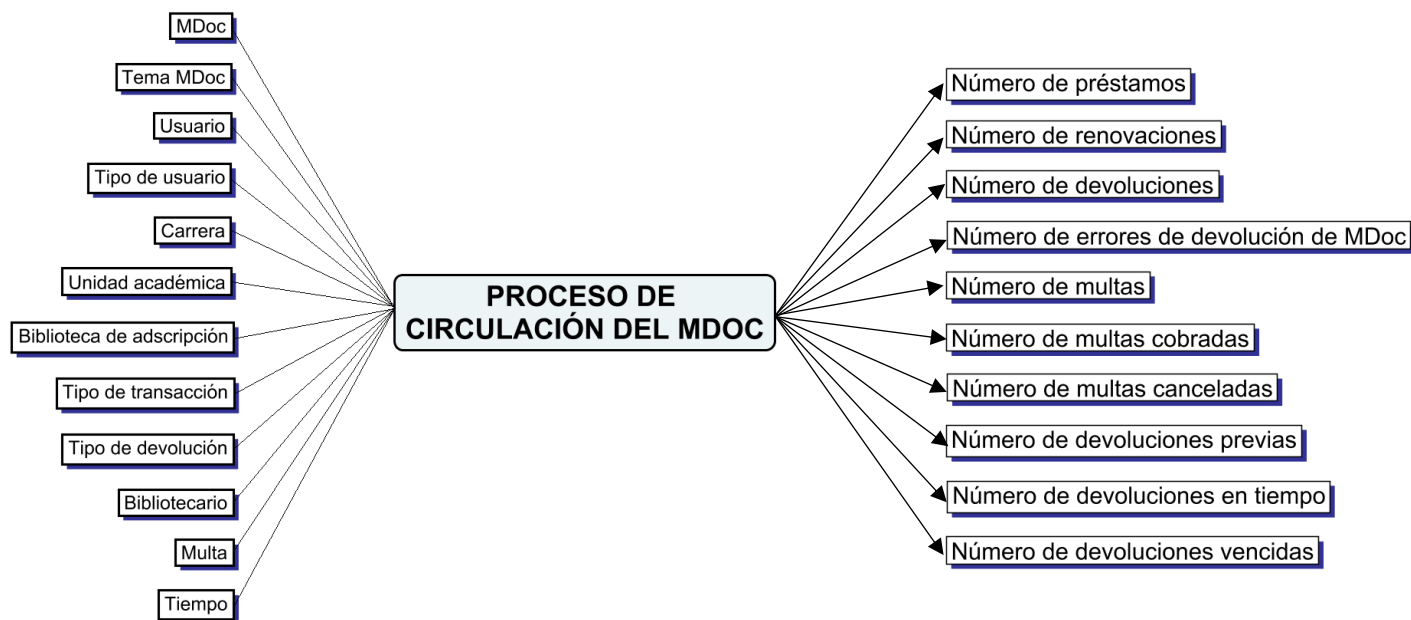 MDoc
Tema MDoc
Usuario
Tipo de usuario
Carrera
Unidad académica
Biblioteca de adscripción
Tipo de transacción
Tipo de devolución
Bibliotecario
Multa
Tiempo
PROCESO DE
CIRCULACIÓN DEL MDOC
Número de préstamos
Número de renovaciones
Número de devoluciones
Número de errores de devolución de MDoc
Número de multas
Número de multas cobradas
Número de multas canceladas
Número de devoluciones previas
Número de devoluciones en tiempo
Número de devoluciones vencidas